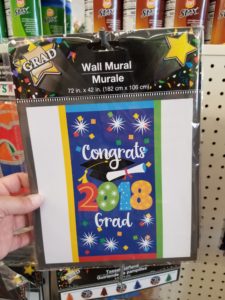 GRAD
Wall Mural
Murale
72 in. x 42 in. (182 cm x 106 cm)
Congrats
2018
Grad